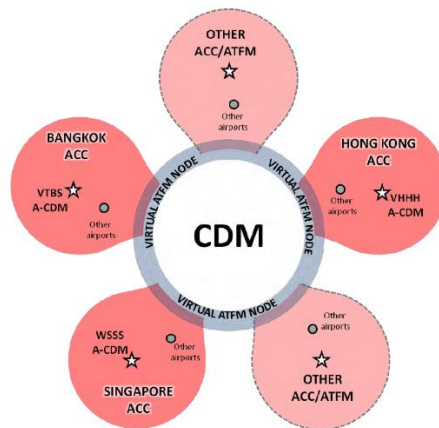 OTHER
ACC/ATFM
Other
airports
BANGKOK
ACC
VTBS
A-CDM
Other
airports
HONG KONG
ACC
Other
airports
VHHH
A-CDM
VIRTUAL ATFM NODE
VIRTUAL ATFM NODE
CDM
VIRTUAL ATFM NODE
WSSS
A-CDM
Other
airports
SINGAPORE
ACC
Other
airports
OTHER
ACC/ATFM